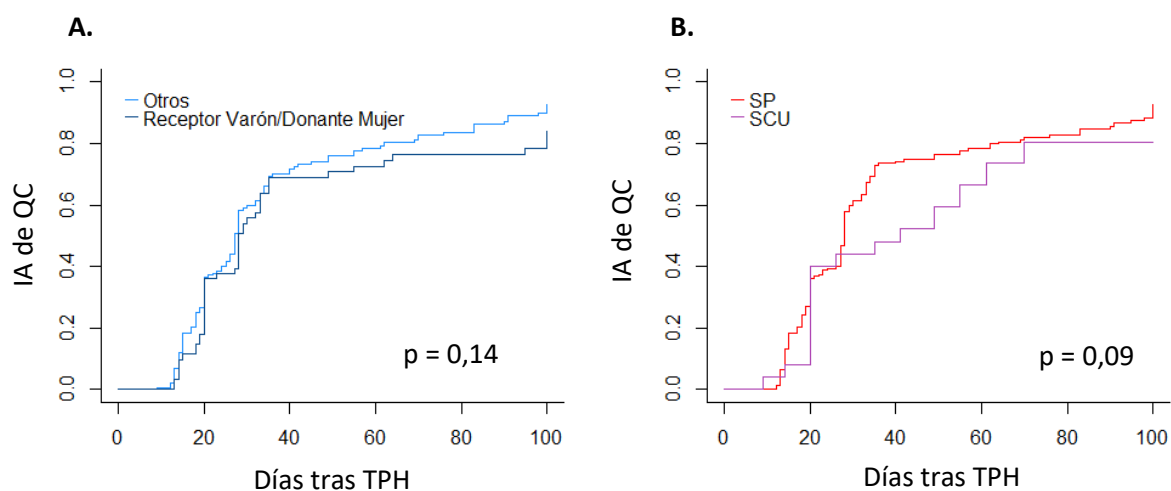 A.
IA de QC
1.0
0.8
0.6
0.4
0.2
0.0
Otros
Receptor Varón/Donante Mujer
p = 0,14
0 20 40 60 80 100
Días tras TPH
B.
IA de QC
1.0
0.8
0.6
0.4
0.2
0.0
SP
SCU
p = 0,09
0 20 40 60 80 100
Días tras TPH